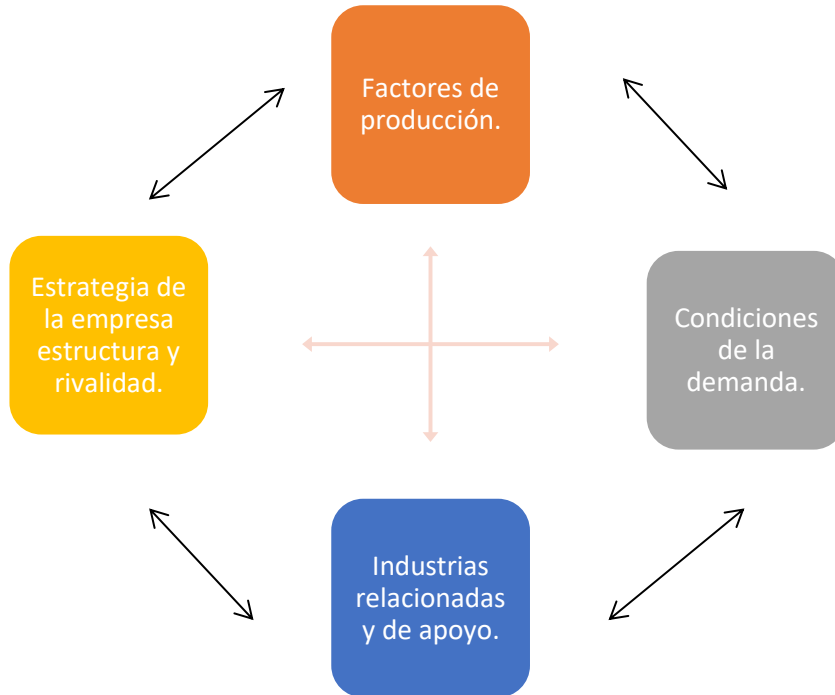 Factores de
producción.
Estrategia de
la empresa
estructura y
rivalidad.
Condiciones
de la
demanda.
Industrias
relacionadas
y de apoyo.